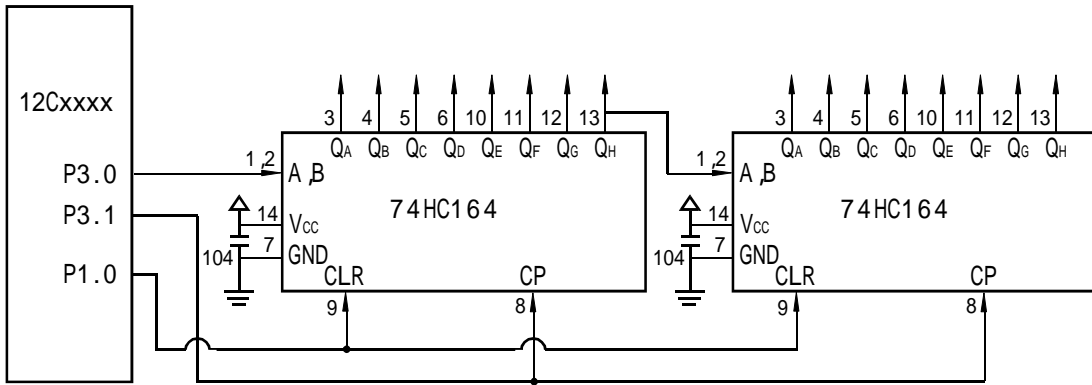 12Cxxxx
P3.0
P3.1
P1.0
3 4 5 6 10 11 12 13
QA QB QC QD QE QF QG QH
1,2
A,B
74HC164
14
VCC
7
GND
104
CLR
CP
9
8
3 4 5 6 10 11 12 13
QA QB QC QD QE QF QG QH
1,2
A,B
74HC164
14
VCC
7
GND
104
CLR
CP
9
8